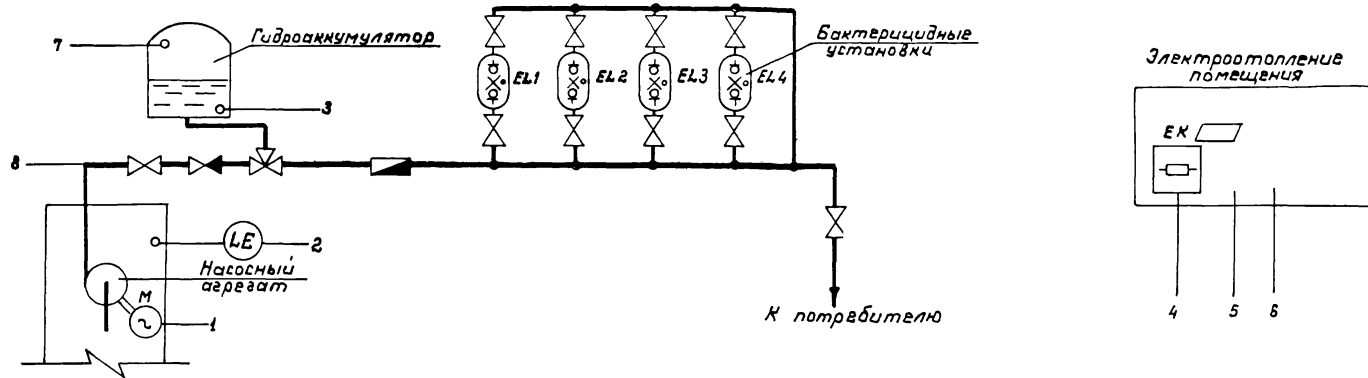 7
Гидроаккумулятор
3
8
EL1
EL2
EL3
EL4
Бактерицидные
установки
LE
2
Насосный
агрегат
M
~
1
К потребителю
Электроотопление
помещения
ЕК
4
5
6